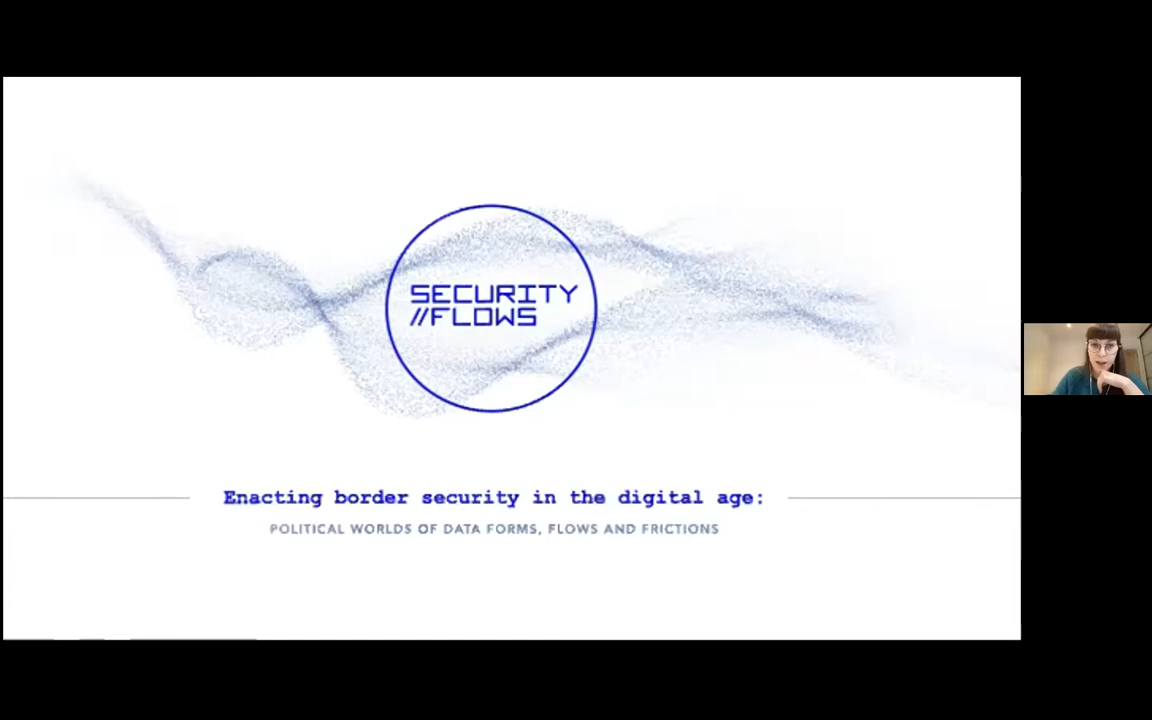 SECURITY
//FLOWS
Enacting border security in the digital age:
POLITICAL WORLDS OF DATA FORMS, FLOWS AND FRICTIONS